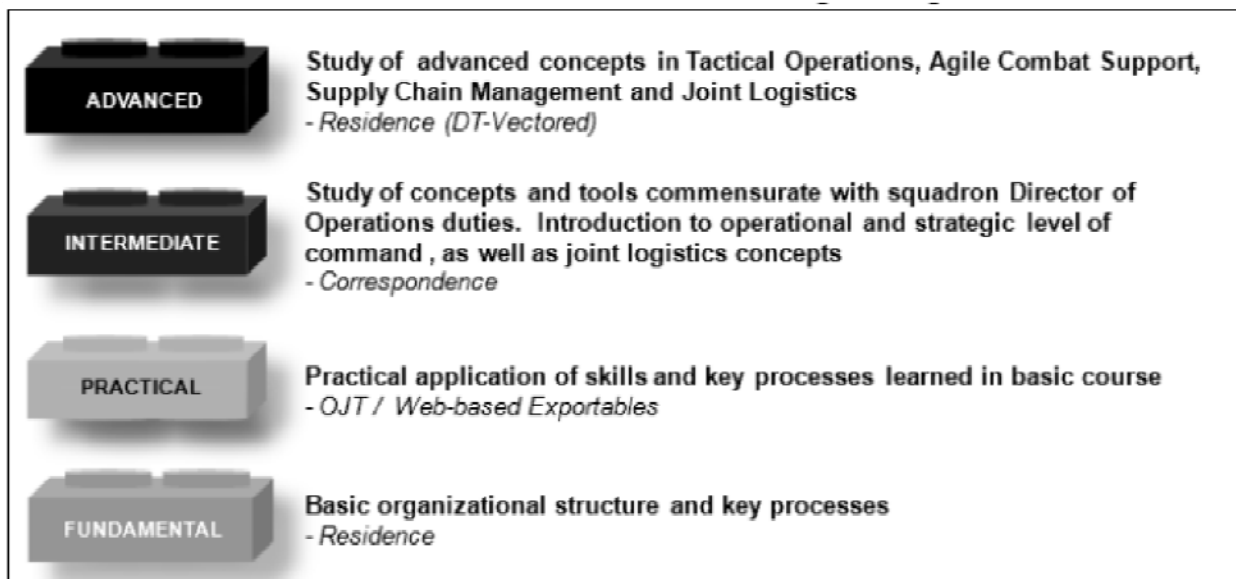 ADVANCED
Study of advanced concepts in Tactical Operations, Agile Combat Support,
Supply Chain Management and Joint Logistics
- Residence (DT-Vectored)
INTERMEDIATE
Study of concepts and tools commensurate with squadron Director of
Operations duties. Introduction to operational and strategic level of
command , as well as joint logistics concepts
- Correspondence
PRACTICAL
Practical application of skills and key processes learned in basic course
- OJT / Web-based Exportables
FUNDAMENTAL
Basic organizational structure and key processes
- Residence